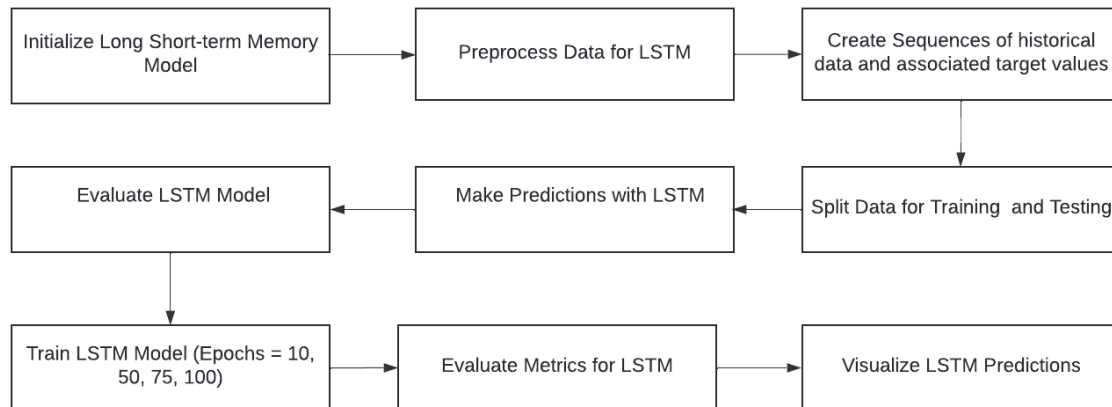 Initialize Long Short-term Memory
Model
Preprocess Data for LSTM
Create Sequences of historical
data and associated target values
Split Data for Training  and Testing
Make Predictions with LSTM
Evaluate LSTM Model
Train LSTM Model (Epochs = 10,
50, 75, 100)
Evaluate Metrics for LSTM
Visualize LSTM Predictions